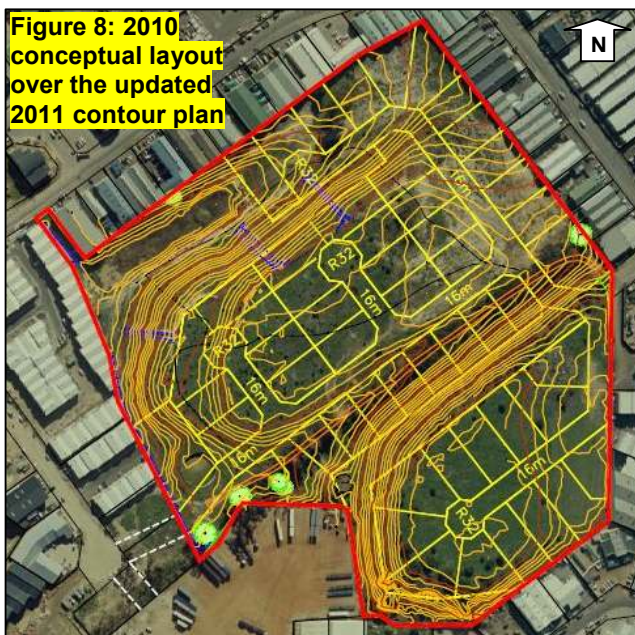 Figure 8: 2010
conceptual layout
over the updated
2011 contour plan
N
R32
16m
R32
16m
16m
R32
16m
16m
16m
R32